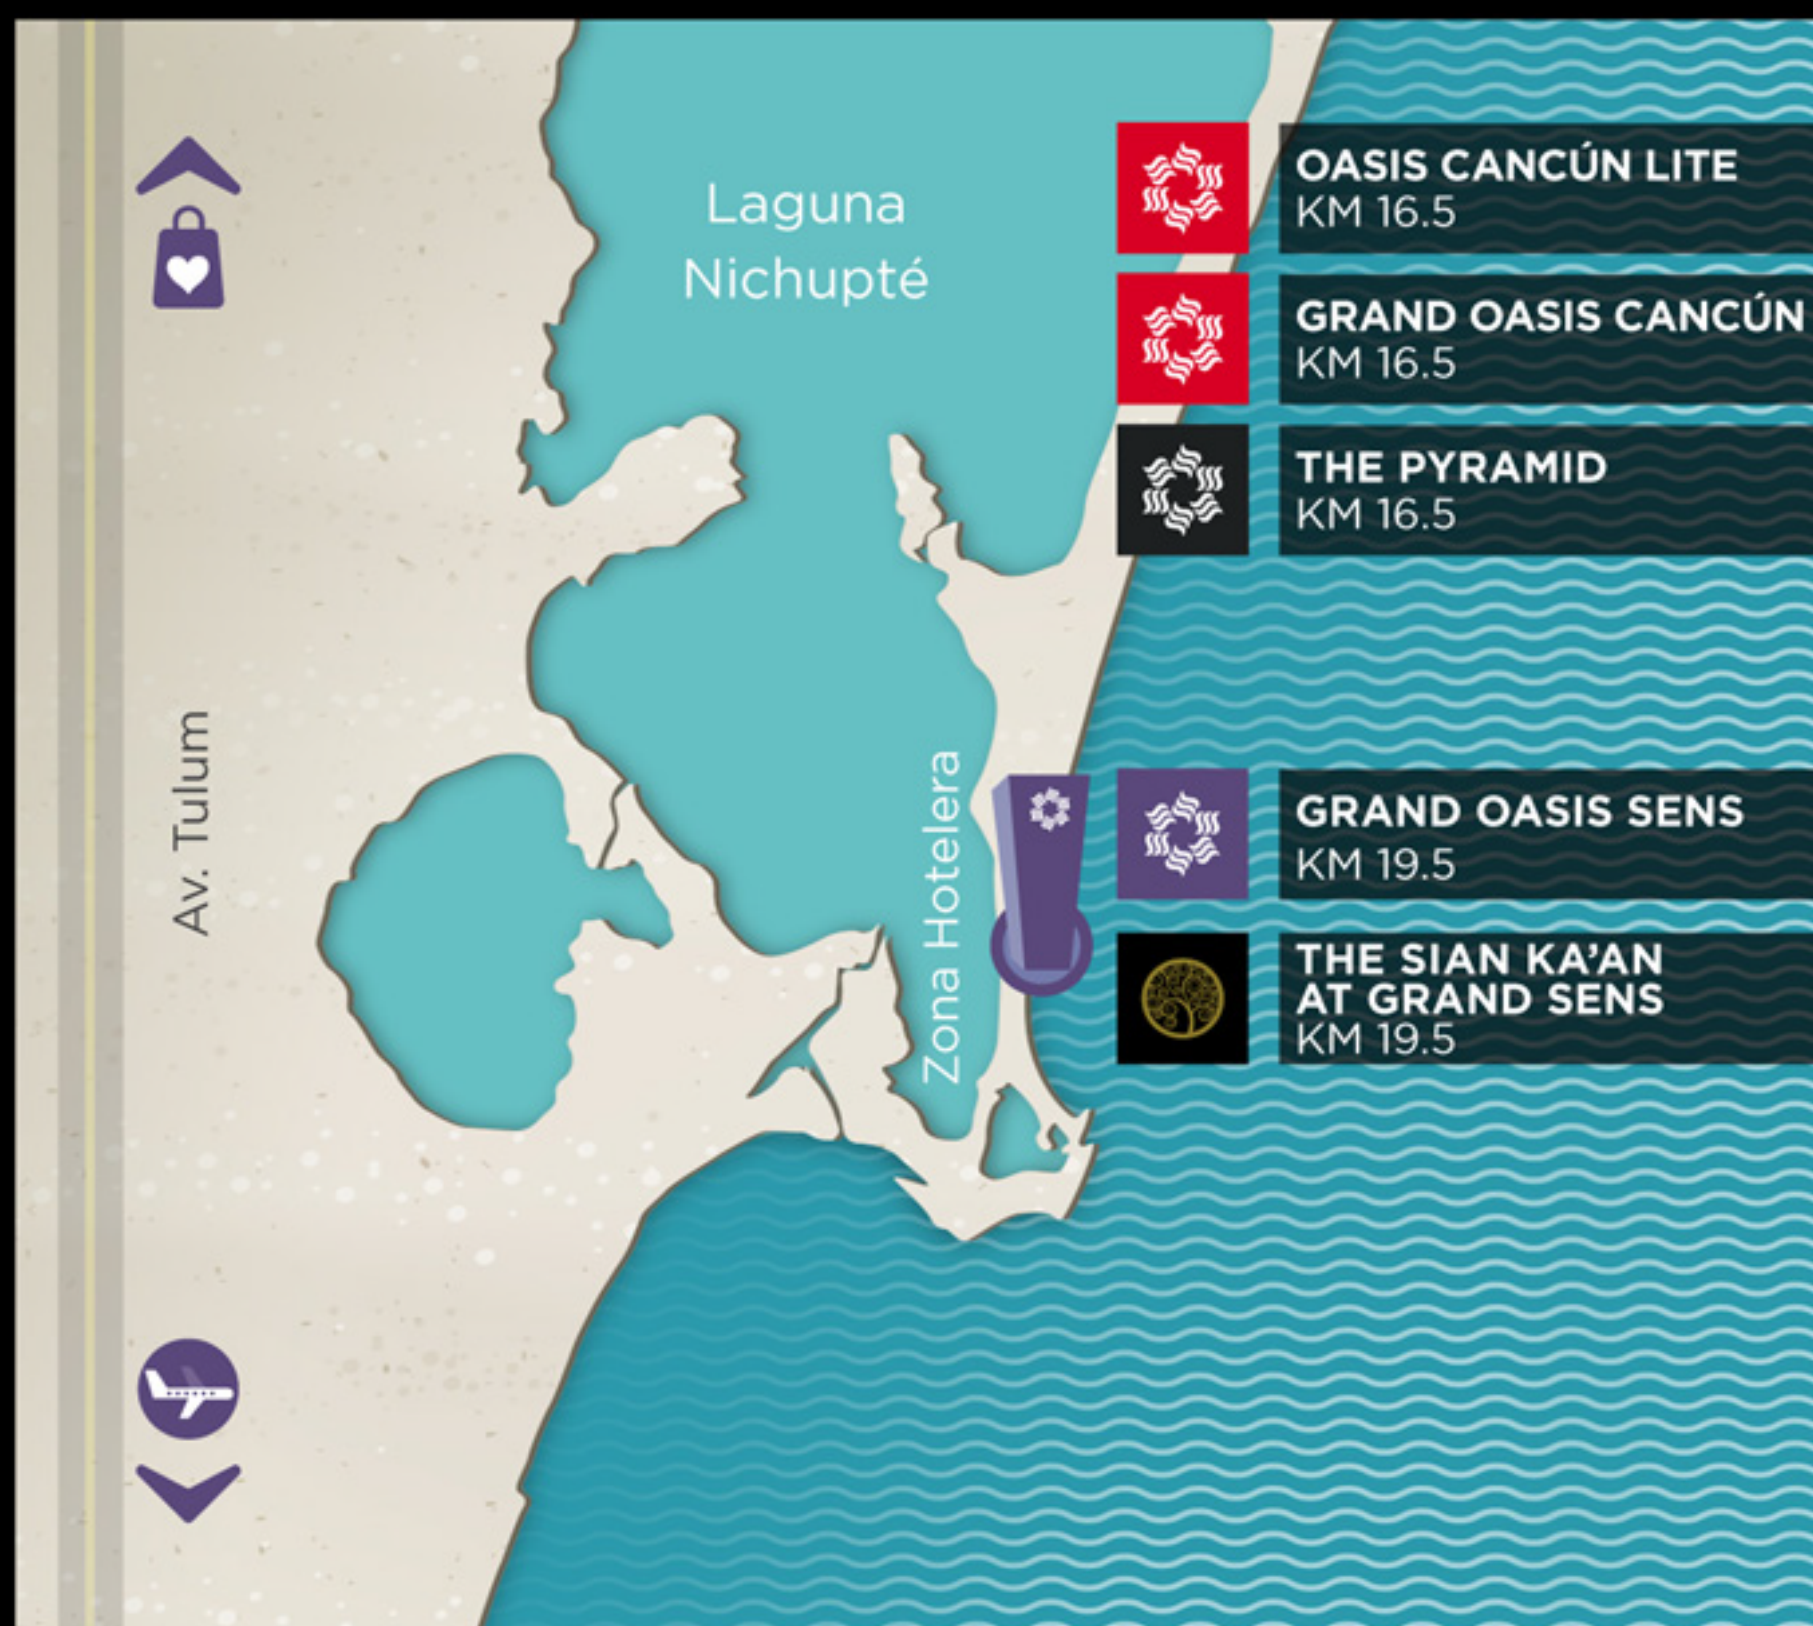 Laguna
Nichupté
OASIS CANCÚN LITE
KM 16.5
GRAND OASIS CANCÚN
KM 16.5
THE PYRAMID
KM 16.5
Av. Tulum
Zona Hotelera
GRAND OASIS SENS
KM 19.5
THE SIAN KA'AN
AT GRAND SENS
KM 19.5